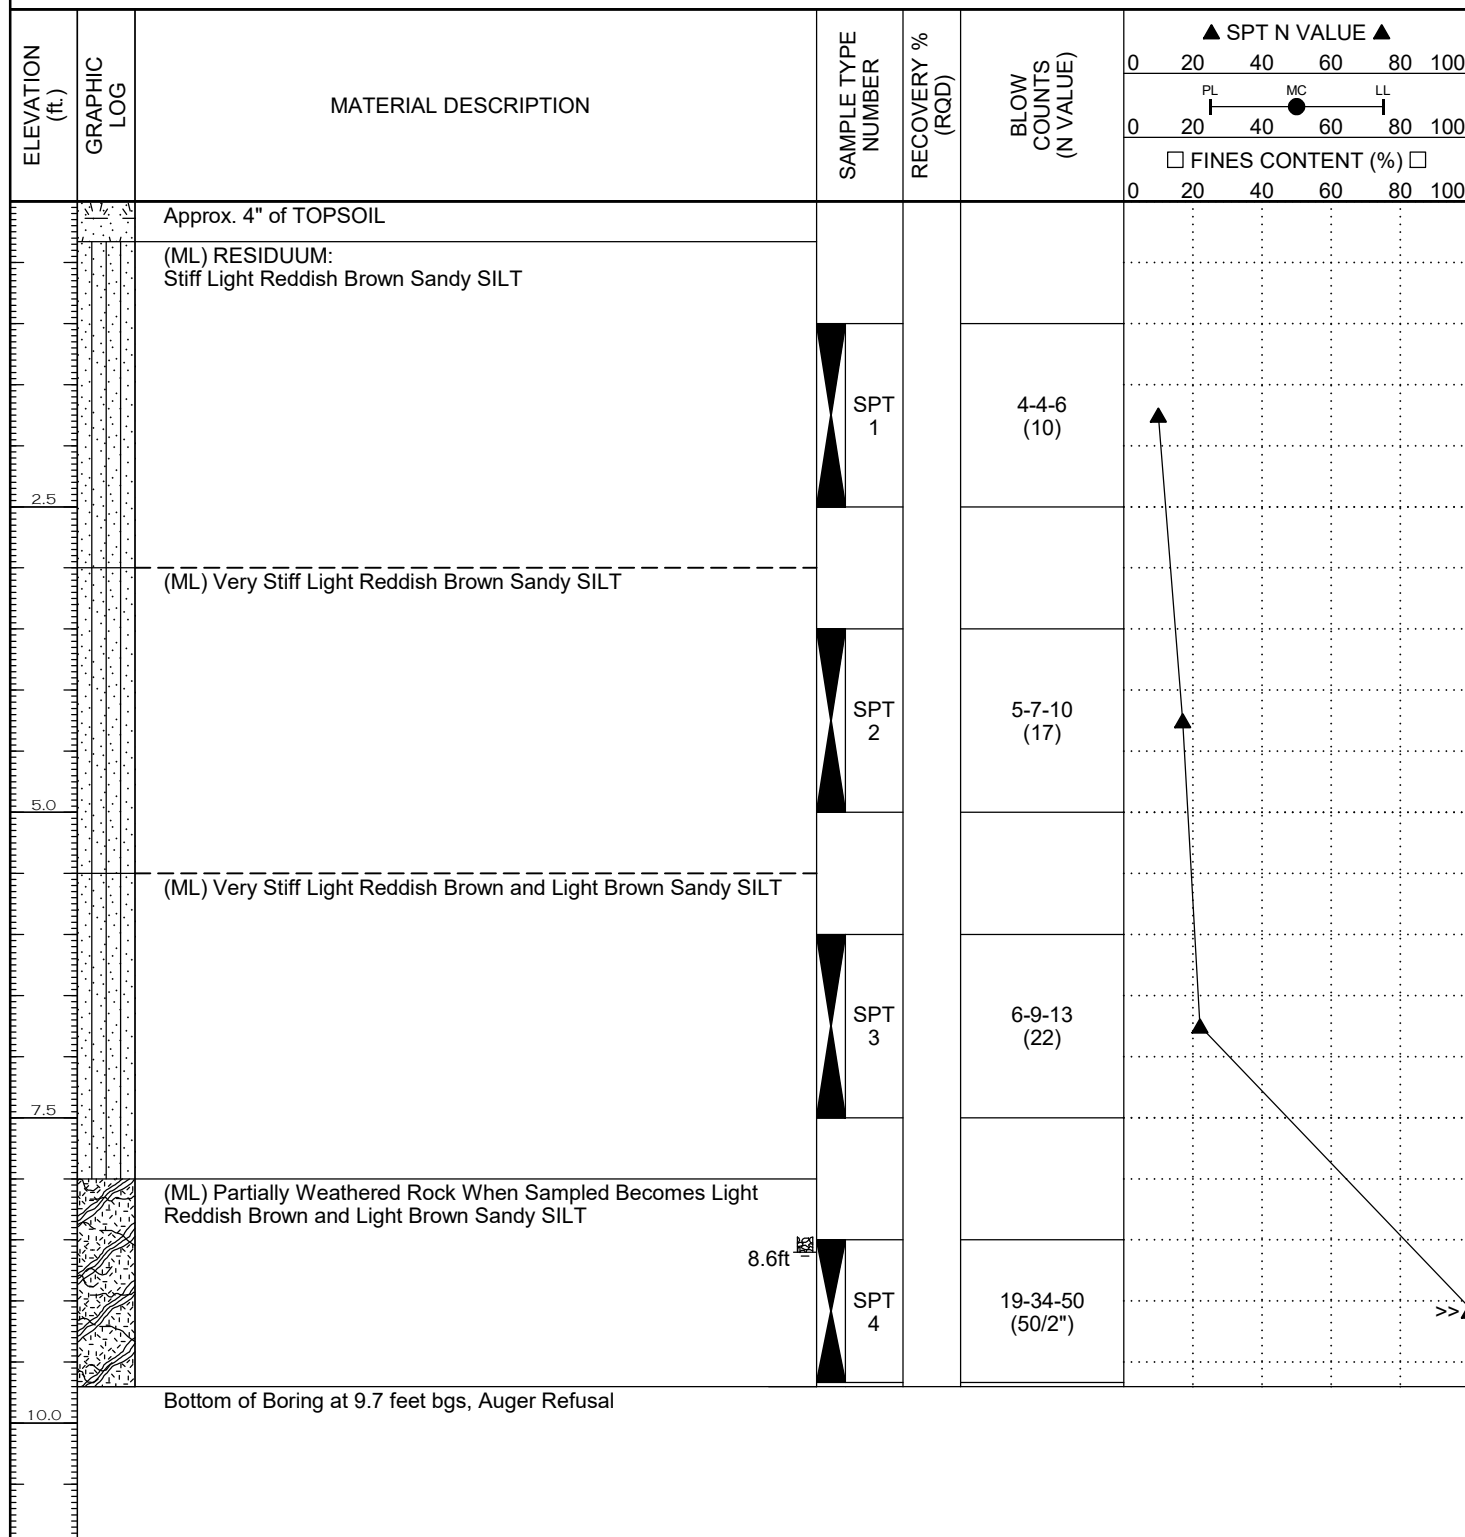 ELEVATION
(ft.)
GRAPHIC
LOG
MATERIAL DESCRIPTION
SAMPLE TYPE
NUMBER
RECOVERY %
(RQD)
BLOW
COUNTS
(N VALUE)
▲ SPT N VALUE ▲
0 20 40 60 80 100
PL MC LL
0 20 40 60 80 100
□ FINES CONTENT (%) □
0 20 40 60 80 100
Approx. 4" of TOPSOIL
(ML) RESIDUUM:
Stiff Light Reddish Brown Sandy SILT
SPT
1
4-4-6
(10)
2.5
(ML) Very Stiff Light Reddish Brown Sandy SILT
SPT
2
5-7-10
(17)
5.0
(ML) Very Stiff Light Reddish Brown and Light Brown Sandy SILT
SPT
3
6-9-13
(22)
7.5
(ML) Partially Weathered Rock When Sampled Becomes Light
Reddish Brown and Light Brown Sandy SILT
8.6ft
SPT
4
19-34-50
(50/2")
>>
Bottom of Boring at 9.7 feet bgs, Auger Refusal
10.0